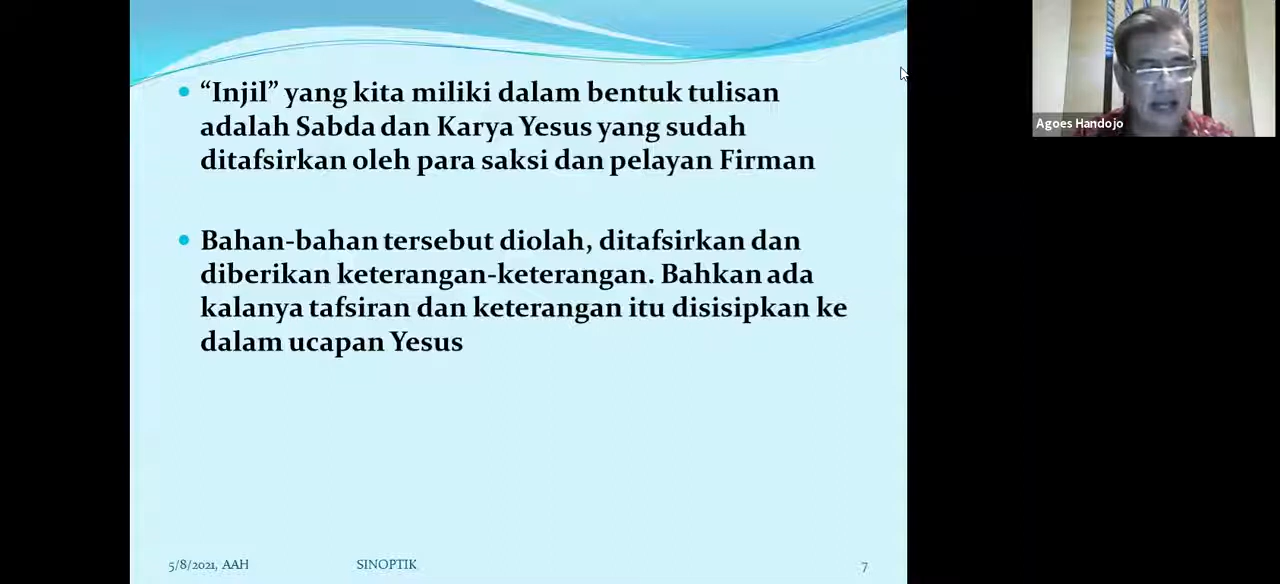 “Injil” yang kita miliki dalam bentuk tulisan
adalah Sabda dan Karya Yesus yang sudah
ditafsirkan oleh para saksi dan pelayan Firman
Bahan-bahan tersebut diolah, ditafsirkan dan
diberikan keterangan-keterangan. Bahkan ada
kalanya tafsiran dan keterangan itu disisipkan ke
dalam ucapan Yesus
5/8/2021, AAH
SINOPTIK
7
Agoes Handojo